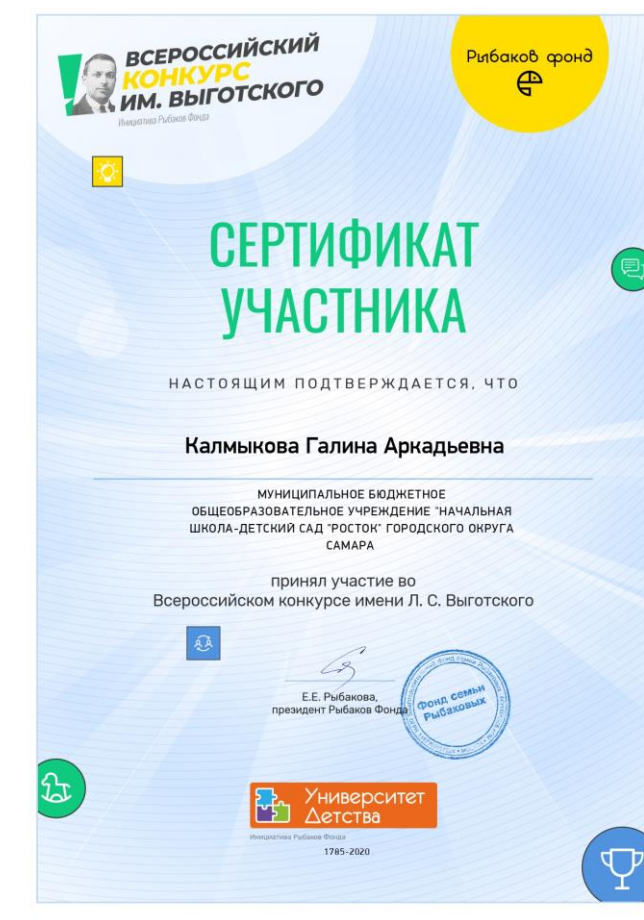 ВСЕРОССИЙСКИЙ
КОНКУРС
ИМ. ВЫГОТСКОГО
Инициатива Рыбаков Фонда
Рыбаков фонд
СЕРТИФИКАТ
УЧАСТНИКА
НАСТОЯЩИМ ПОДТВЕРЖДАЕТСЯ, ЧТО
Калмыкова Галина Аркадьевна
МУНИЦИПАЛЬНОЕ БЮДЖЕТНОЕ
ОБЩЕОБРАЗОВАТЕЛЬНОЕ УЧРЕЖДЕНИЕ "НАЧАЛЬНАЯ
ШКОЛА-ДЕТСКИЙ САД "РОСТОК" ГОРОДСКОГО ОКРУГА
САМАРА
принял участие во
Всероссийском конкурсе имени Л. С. Выготского
Е.Е. Рыбакова,
президент Рыбаков Фонда
Фонд семьи
Рыбаковых
Университет
Детства
Инициатива Рыбаков Фонда
1785-2020